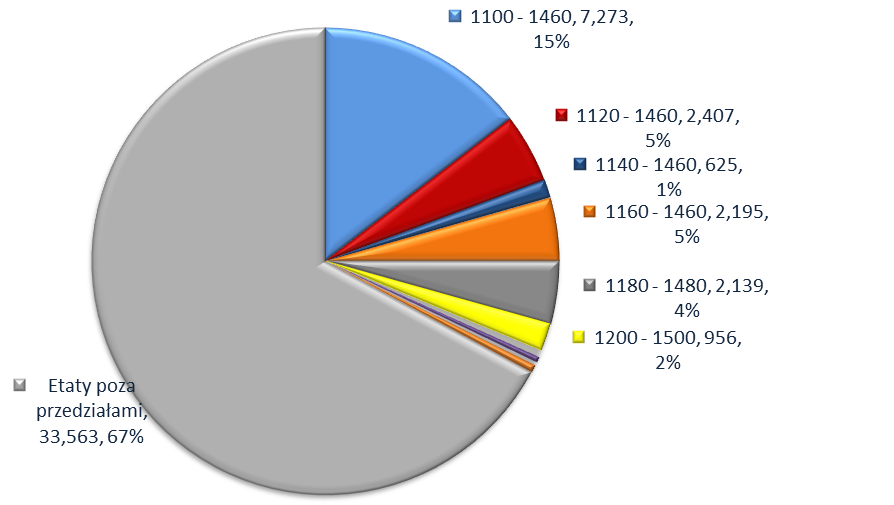 1100 - 1460, 7,273,
15%
1120 - 1460, 2,407,
5%
1140 - 1460, 625,
1%
1160 - 1460, 2,195,
5%
1180 - 1480, 2,139,
4%
1200 - 1500, 956,
2%
Etaty poza
przedziałami,
33,563, 67%